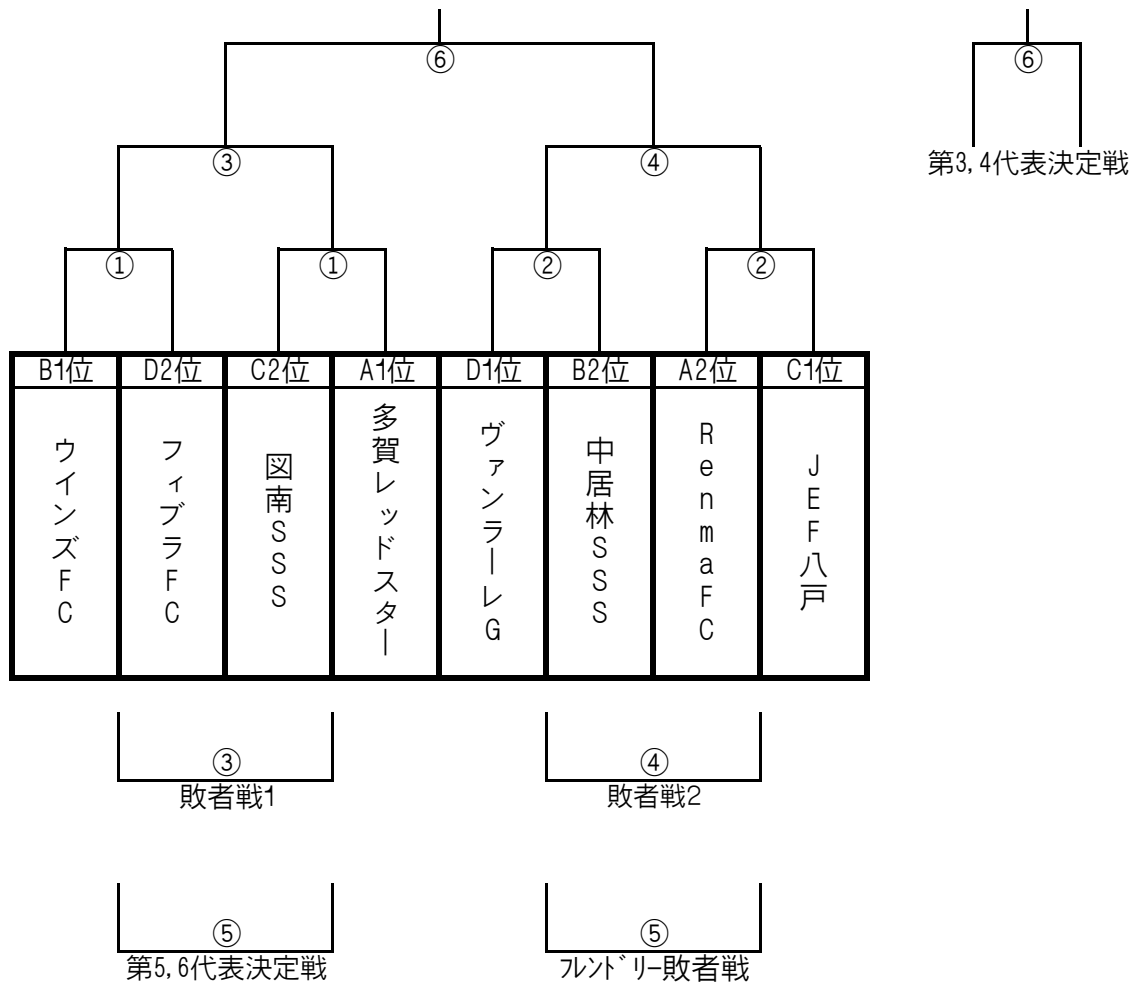 ⑥ ⑥
③ ④ 第3,4代表決定戦
① ① ② ②
B1位 D2位 C2位 A1位 D1位 B2位 A2位 C1位
ウインズFC
フィブラFC
図南SSS
多賀レッドスター
ヴァンラーレG
中居林SSS
RenmaFC
JEF八戸
③ ④
敗者戦1 敗者戦2
⑤ ⑤
第5,6代表決定戦 ﾌﾚﾝﾄﾞﾘｰ敗者戦